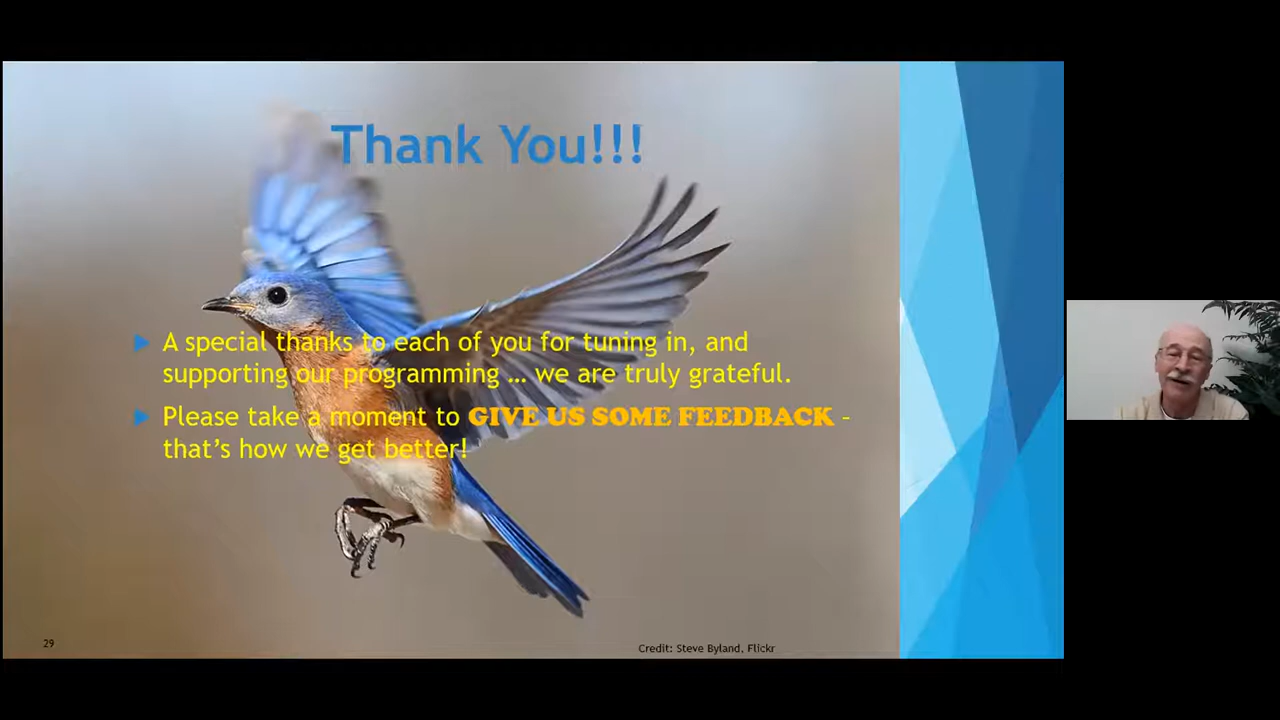 Thank You!!!
A special thanks to each of you for tuning in, and
supporting our programming … we are truly grateful.
Please take a moment to GIVE US SOME FEEDBACK –
that's how we get better!
29
Credit: Steve Byland, Flickr